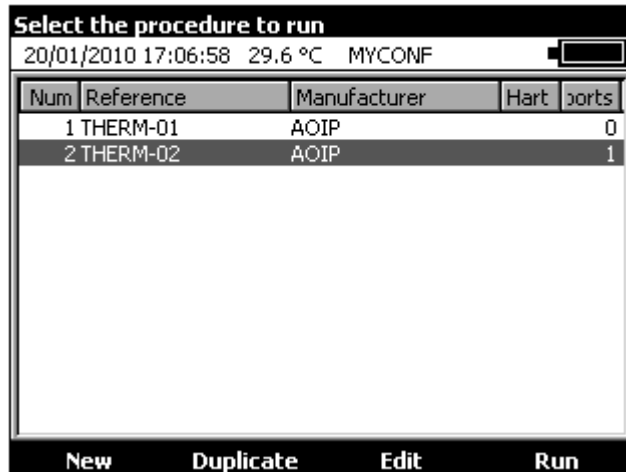 Select the procedure to run
20/01/2010 17:06:58 29.6 °C MYCONF
Num Reference Manufacturer Hart ports
1 THERM-01 AOIP 0
2 THERM-02 AOIP 1
New Duplicate Edit Run